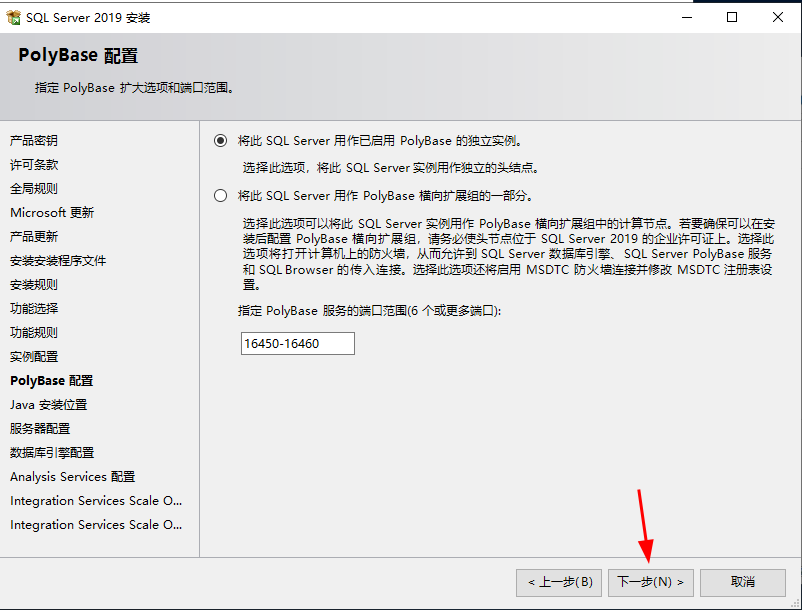 SQL Server 2019 安装
PolyBase 配置
指定 PolyBase 扩大选项和端口范围。
产品密钥
许可条款
全局规则
Microsoft 更新
产品更新
安装安装程序文件
安装规则
功能选择
功能规则
实例配置
PolyBase 配置
Java 安装位置
服务器配置
数据库引擎配置
Analysis Services 配置
Integration Services Scale O...
Integration Services Scale O...
将此 SQL Server 用作已启用 PolyBase 的独立实例。
选择此选项，将此 SQL Server 实例用作独立的头结点。
将此 SQL Server 用作 PolyBase 横向扩展组的一部分。
选择此选项可以将此 SQL Server 实例用作 PolyBase 横向扩展组中的计算节点。若要确保可以在安
装后配置 PolyBase 横向扩展组，请务必使头节点位于 SQL Server 2019 的企业许可证上。选择此
选项将打开计算机上的防火墙，从而允许到 SQL Server 数据库引擎、SQL Server PolyBase 服务
和 SQL Browser 的传入连接。选择此选项还将启用 MSDTC 防火墙连接并修改 MSDTC 注册表设
置。
指定 PolyBase 服务的端口范围(6 个或更多端口):
16450-16460
< 上一步(B)
下一步(N) >
取消